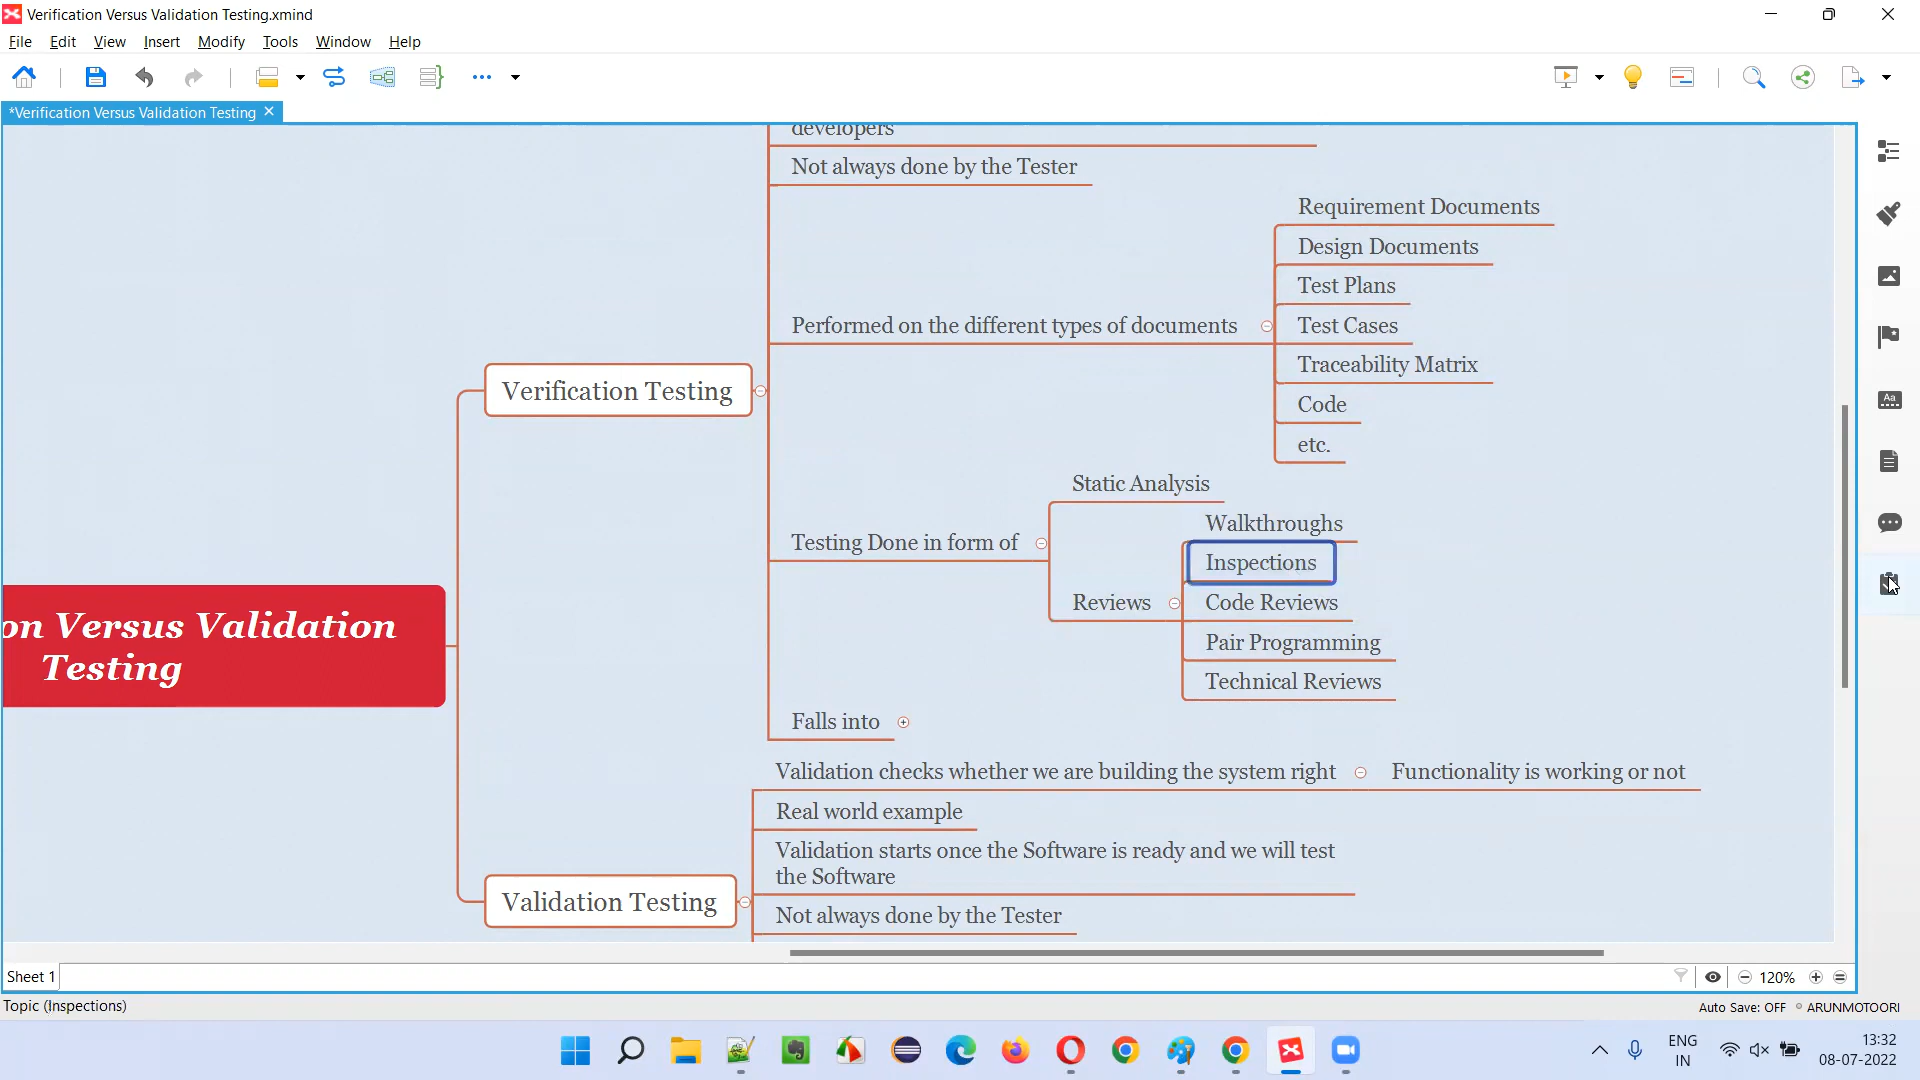 Verification Versus Validation Testing.xmind
File Edit View Insert Modify Tools Window Help
*Verification Versus Validation Testing
developers
Not always done by the Tester
Requirement Documents
Design Documents
Test Plans
Performed on the different types of documents
Test Cases
Traceability Matrix
Verification Testing
Code
etc.
Static Analysis
Walkthroughs
Testing Done in form of
Inspections
Reviews
Code Reviews
Pair Programming
Technical Reviews
on Versus Validation
Testing
Falls into
Validation checks whether we are building the system right
Functionality is working or not
Real world example
Validation starts once the Software is ready and we will test
the Software
Validation Testing
Not always done by the Tester
Sheet 1
120%
Topic (Inspections)
Auto Save: OFF
ARUNMOTOORI
ENG
IN
13:32
08-07-2022